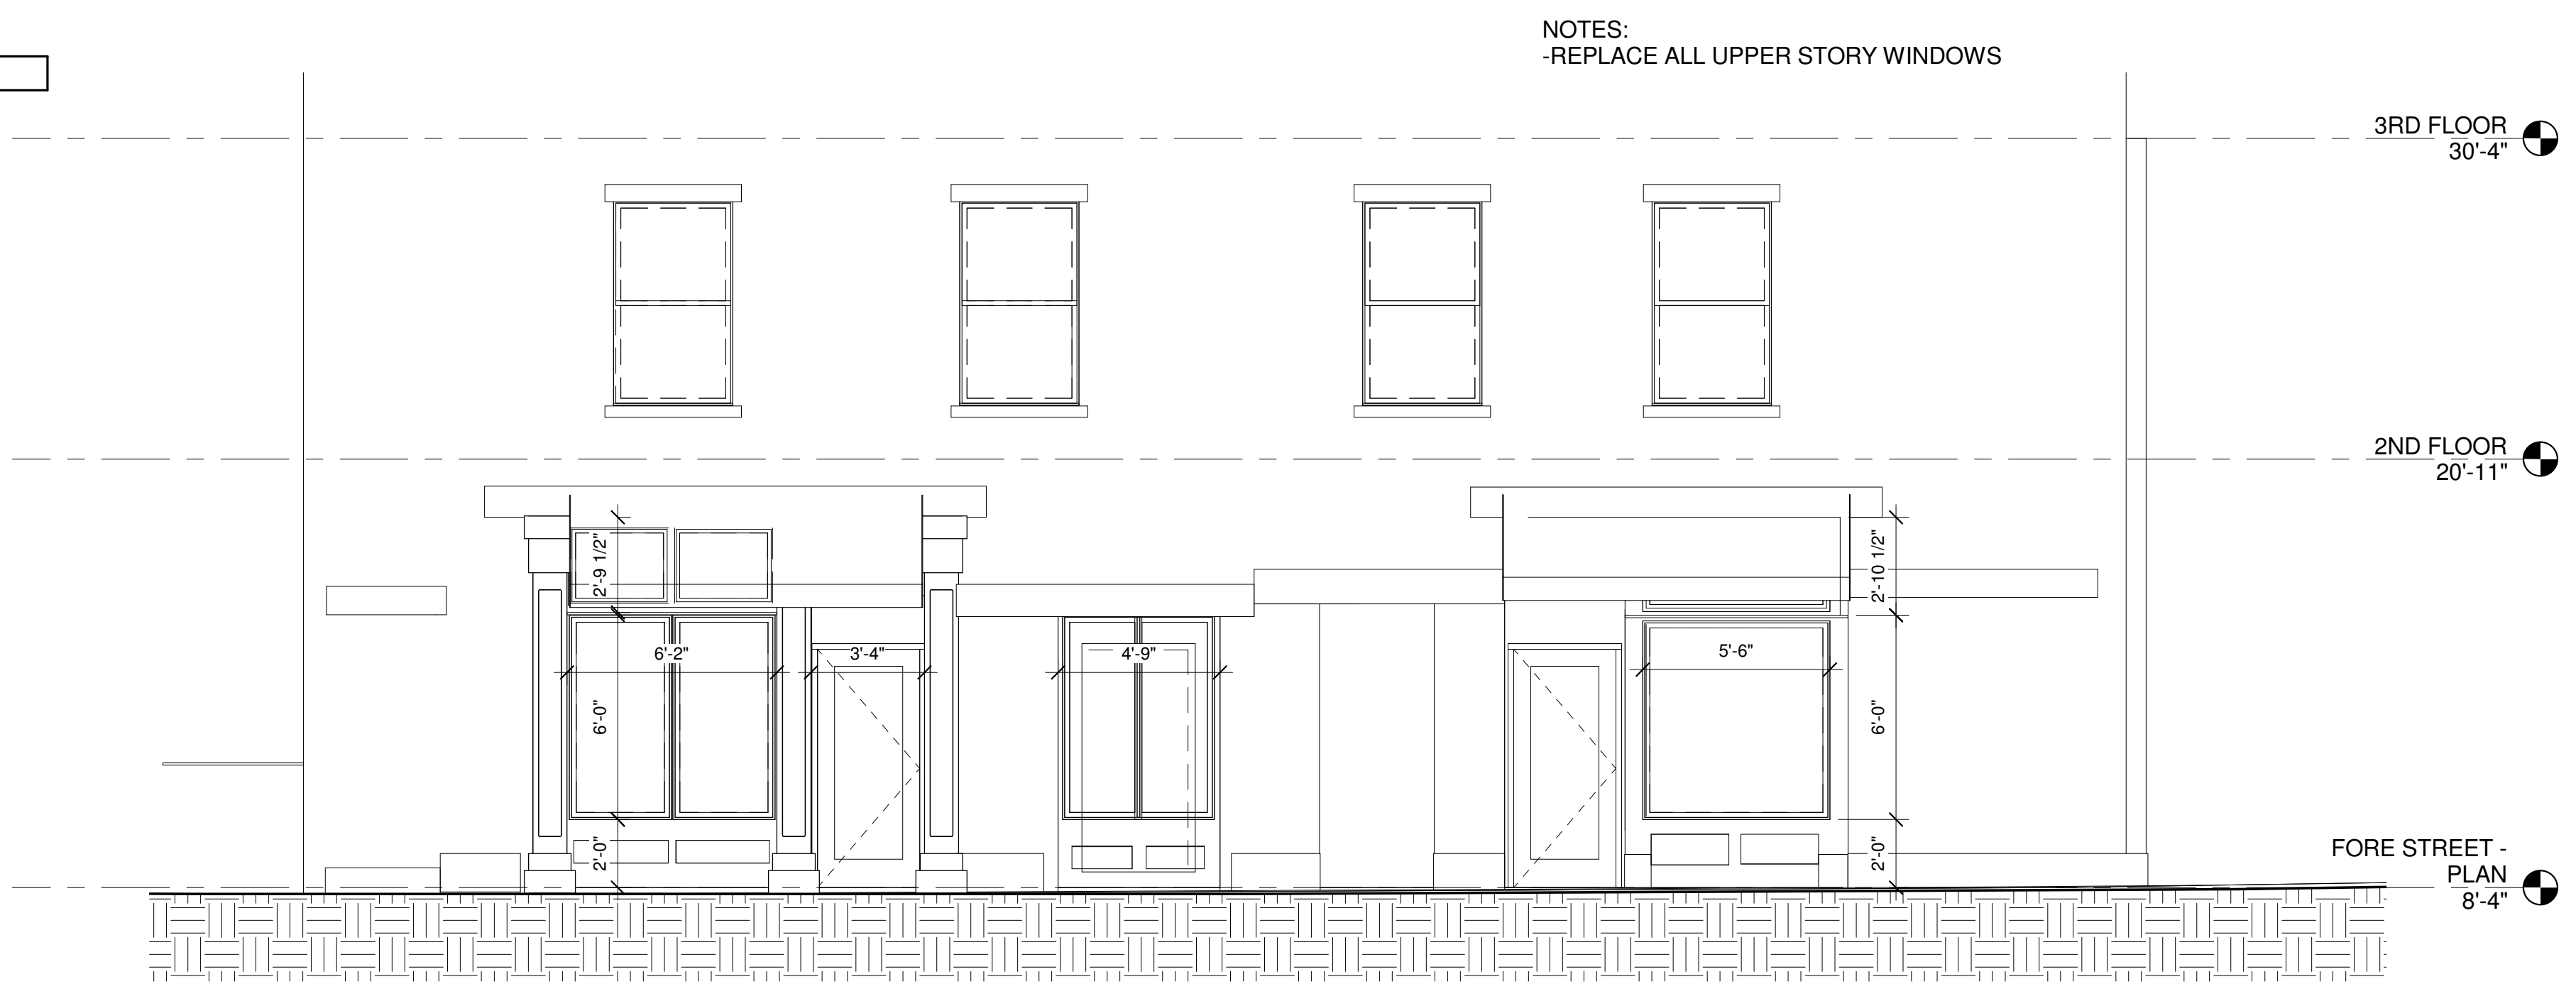 NOTES:
-REPLACE ALL UPPER STORY WINDOWS
3RD FLOOR
30'-4"
2ND FLOOR
20'-11"
2'-9 1/2"
2'-10 1/2"
6'-2"
3'-4"
4'-9"
5'-6"
6'-0"
6'-0"
2'-0"
2'-0"
FORE STREET -
PLAN
8'-4"